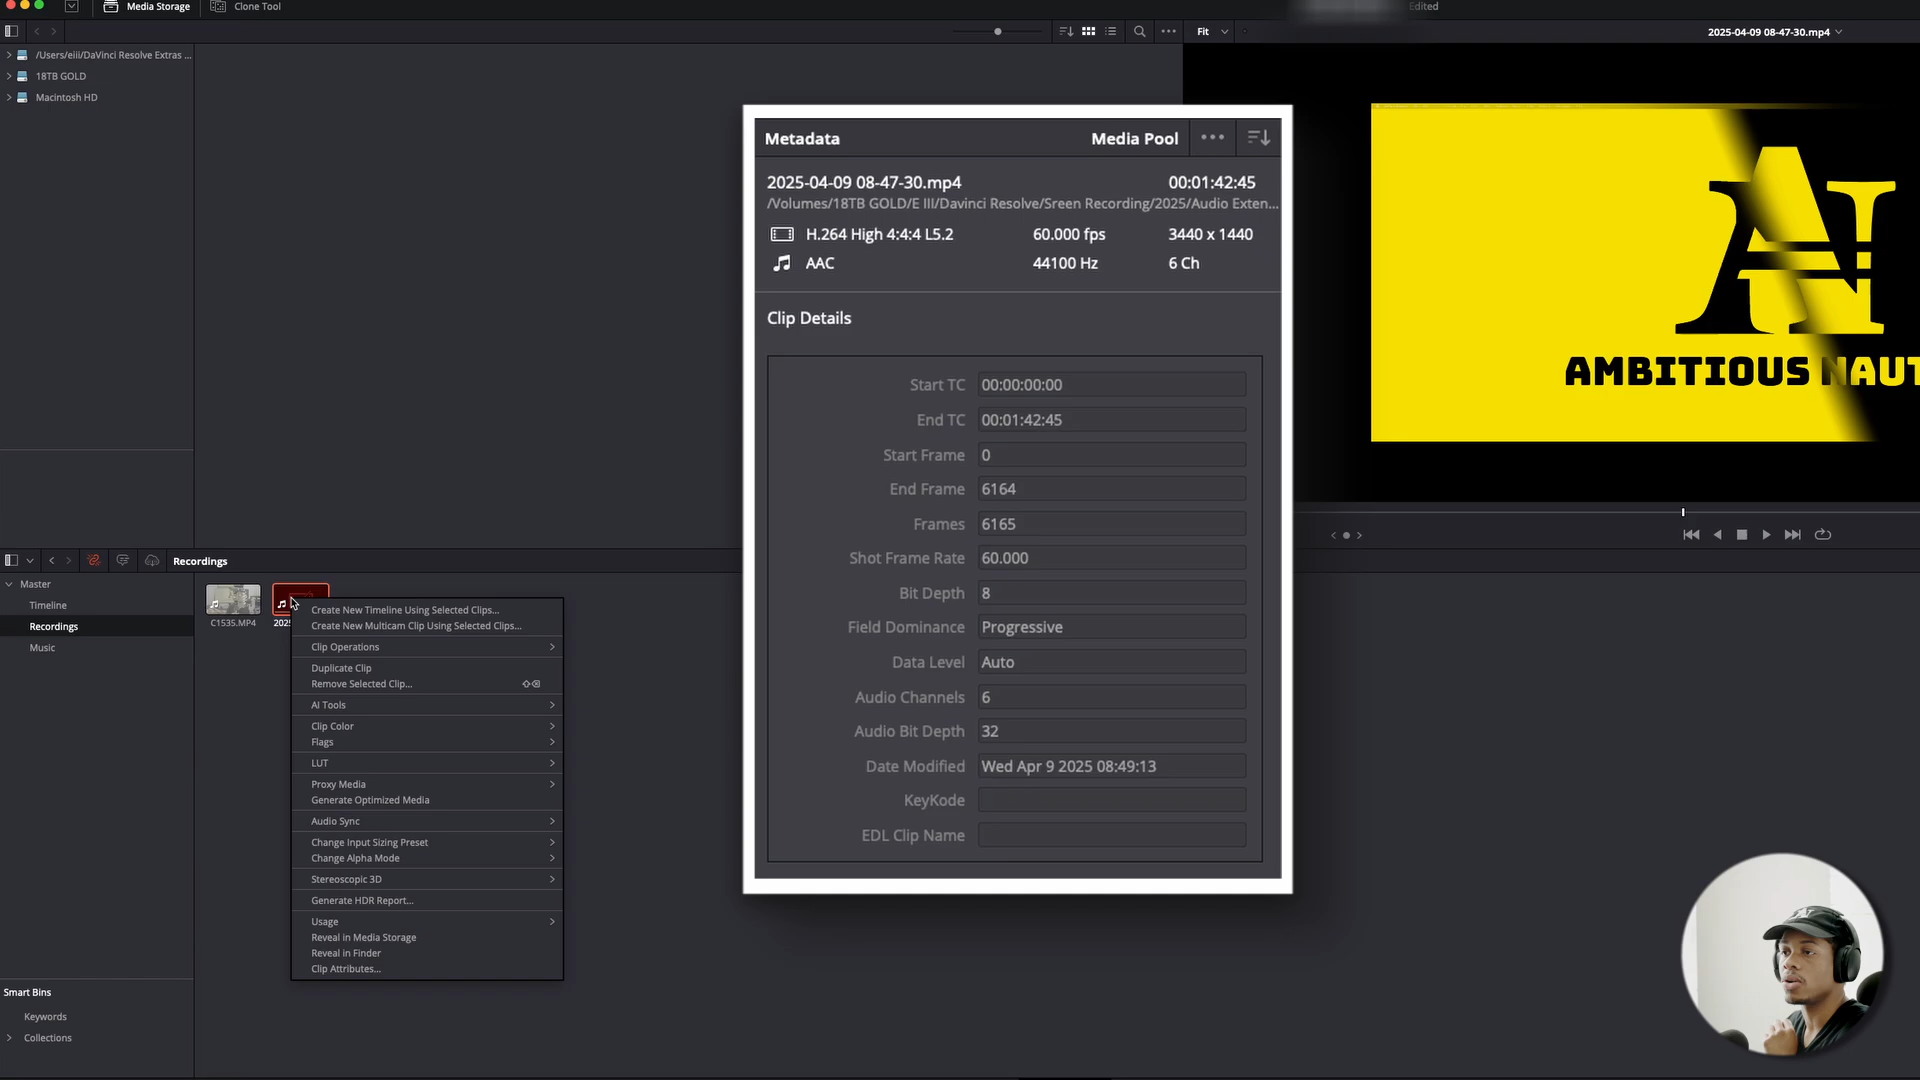 Media Storage
Clone Tool
Edited
Fit
2025-04-09 08-47-30.mp4
/Users/eiii/DaVinci Resolve Extras ...
18TB GOLD
Macintosh HD
Metadata
Media Pool
2025-04-09 08-47-30.mp4
00:01:42:45
/Volumes/18TB GOLD/E III/Davinci Resolve/Sreen Recording/2025/Audio Exten...
H.264 High 4:4:4 L5.2
60.000 fps
3440 x 1440
AAC
44100 Hz
6 Ch
Clip Details
Start TC
00:00:00:00
End TC
00:01:42:45
Start Frame
0
End Frame
6164
Frames
6165
Shot Frame Rate
60.000
Bit Depth
8
Field Dominance
Progressive
Data Level
Auto
Audio Channels
6
Audio Bit Depth
32
Date Modified
Wed Apr 9 2025 08:49:13
KeyKode
EDL Clip Name
AN
AMBITIOUS NAUT
Recordings
Master
Timeline
Recordings
Music
C1535.MP4
202
Create New Timeline Using Selected Clips...
Create New Multicam Clip Using Selected Clips...
Clip Operations
Duplicate Clip
Remove Selected Clip...
AI Tools
Clip Color
Flags
LUT
Proxy Media
Generate Optimized Media
Audio Sync
Change Input Sizing Preset
Change Alpha Mode
Stereoscopic 3D
Generate HDR Report...
Usage
Reveal in Media Storage
Reveal in Finder
Clip Attributes...
Smart Bins
Keywords
Collections